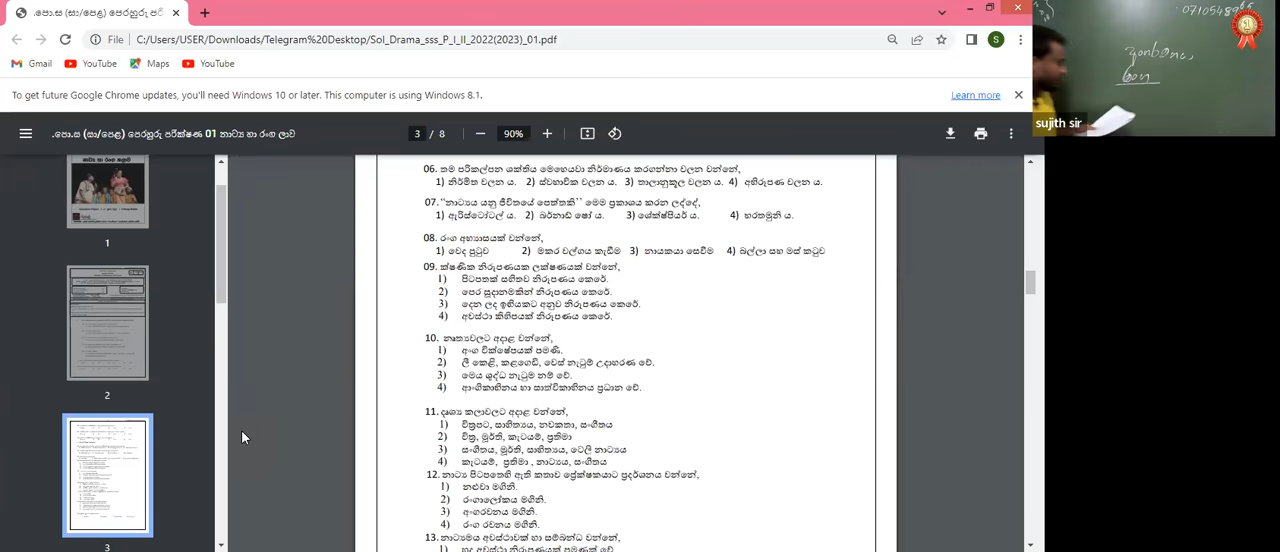 .පො.ස (සා/පෙළ) පෙරහුරු පරී
File
C:/Users/USER/Downloads/Telegram%20Desktop/Sol_Drama_sss_P_I_II_2022(2023)_01.pdf
S
Gmail YouTube Maps YouTube
To get future Google Chrome updates, you'll need Windows 10 or later. This computer is using Windows 8.1.
Learn more
.පො.ස (සා/පෙළ) පෙරහුරු පරීක්ෂණ 01 නාට්‍ය හා රංග ලාව
3 / 8
90%
1
2
3
06. තම පරිකල්පන ශක්තිය මෙහෙයවා නිර්මාණය කරගන්නා චලන වන්නේ,
1) නිර්මිත චලන ය. 2) ස්වභාවික චලන ය. 3) තාලානුකූල චලන ය. 4) අභිරූපණ චලන ය.
07. ''නාට්‍යය යනු ජීවිතයේ පෙත්තකි'' මෙම ප්‍රකාශය කරන ලද්දේ,
1) ඇරිස්ටෝටල් ය. 2) බර්නාඩ් ෂෝ ය. 3) ශේක්ෂ්පියර් ය. 4) භරතමුනි ය.
08. රංග අභ්‍යාසයක් වන්නේ,
1) වෙද පුටුව 2) මකර වල්ගය කැඩීම 3) නායකයා සෙවීම 4) බල්ලා සහ මස් කටුව
09. ක්ෂණික නිරූපණයක ලක්ෂණයක් වන්නේ,
1) පිටපතක් සහිතව නිරූපණය කෙරේ.
2) පෙර සූදානමකින් නිරූපණය කෙරේ.
3) දෙන ලද ඉඟියකට අනුව නිරූපණය කෙරේ.
4) අවස්ථා කිහිපයක් නිරූපණය කෙරේ.
10. නෘත්‍යවලට අදාළ වන්නේ,
1) අංග වික්ෂේපයක් පමණි.
2) ලී කෙළි, කළගෙඩි, වෙස් නැටුම් උදාහරණ වේ.
3) මෙය ශුද්ධ නැටුම නම් වේ.
4) ආංගිකාභිනය හා සාත්විකාභිනය ප්‍රධාන වේ.
11. දෘශ්‍ය කලාවලට අදාළ වන්නේ,
1) චිත්‍රපට, සාහිත්‍යය, නවකතා, සංගීතය
2) චිත්‍ර, මූර්ති, කැටයම්, ප්‍රතිමා
3) සංගීතය, මූර්ති, සාහිත්‍යය, ටෙලි නාට්‍යය
4) කැටයම්, ප්‍රතිමා, නාට්‍යය, සංගීතය
12. නාට්‍ය පිටපතෙහි ඇති කතාව ප්‍රේක්ෂකයාට ප්‍රදර්ශනය වන්නේ,
1) නළුවා මගිනි.
2) රංගාලෝකය මගිනි.
3) අංගරචනය මගිනි.
4) රංග රචනය මගිනි.
13. නාට්‍යමය අවස්ථාවක් හා සම්බන්ධ වන්නේ,
1) හුදු අවස්ථා නිරූපණයක් පමණක් වේ
0710548965
sujith sir